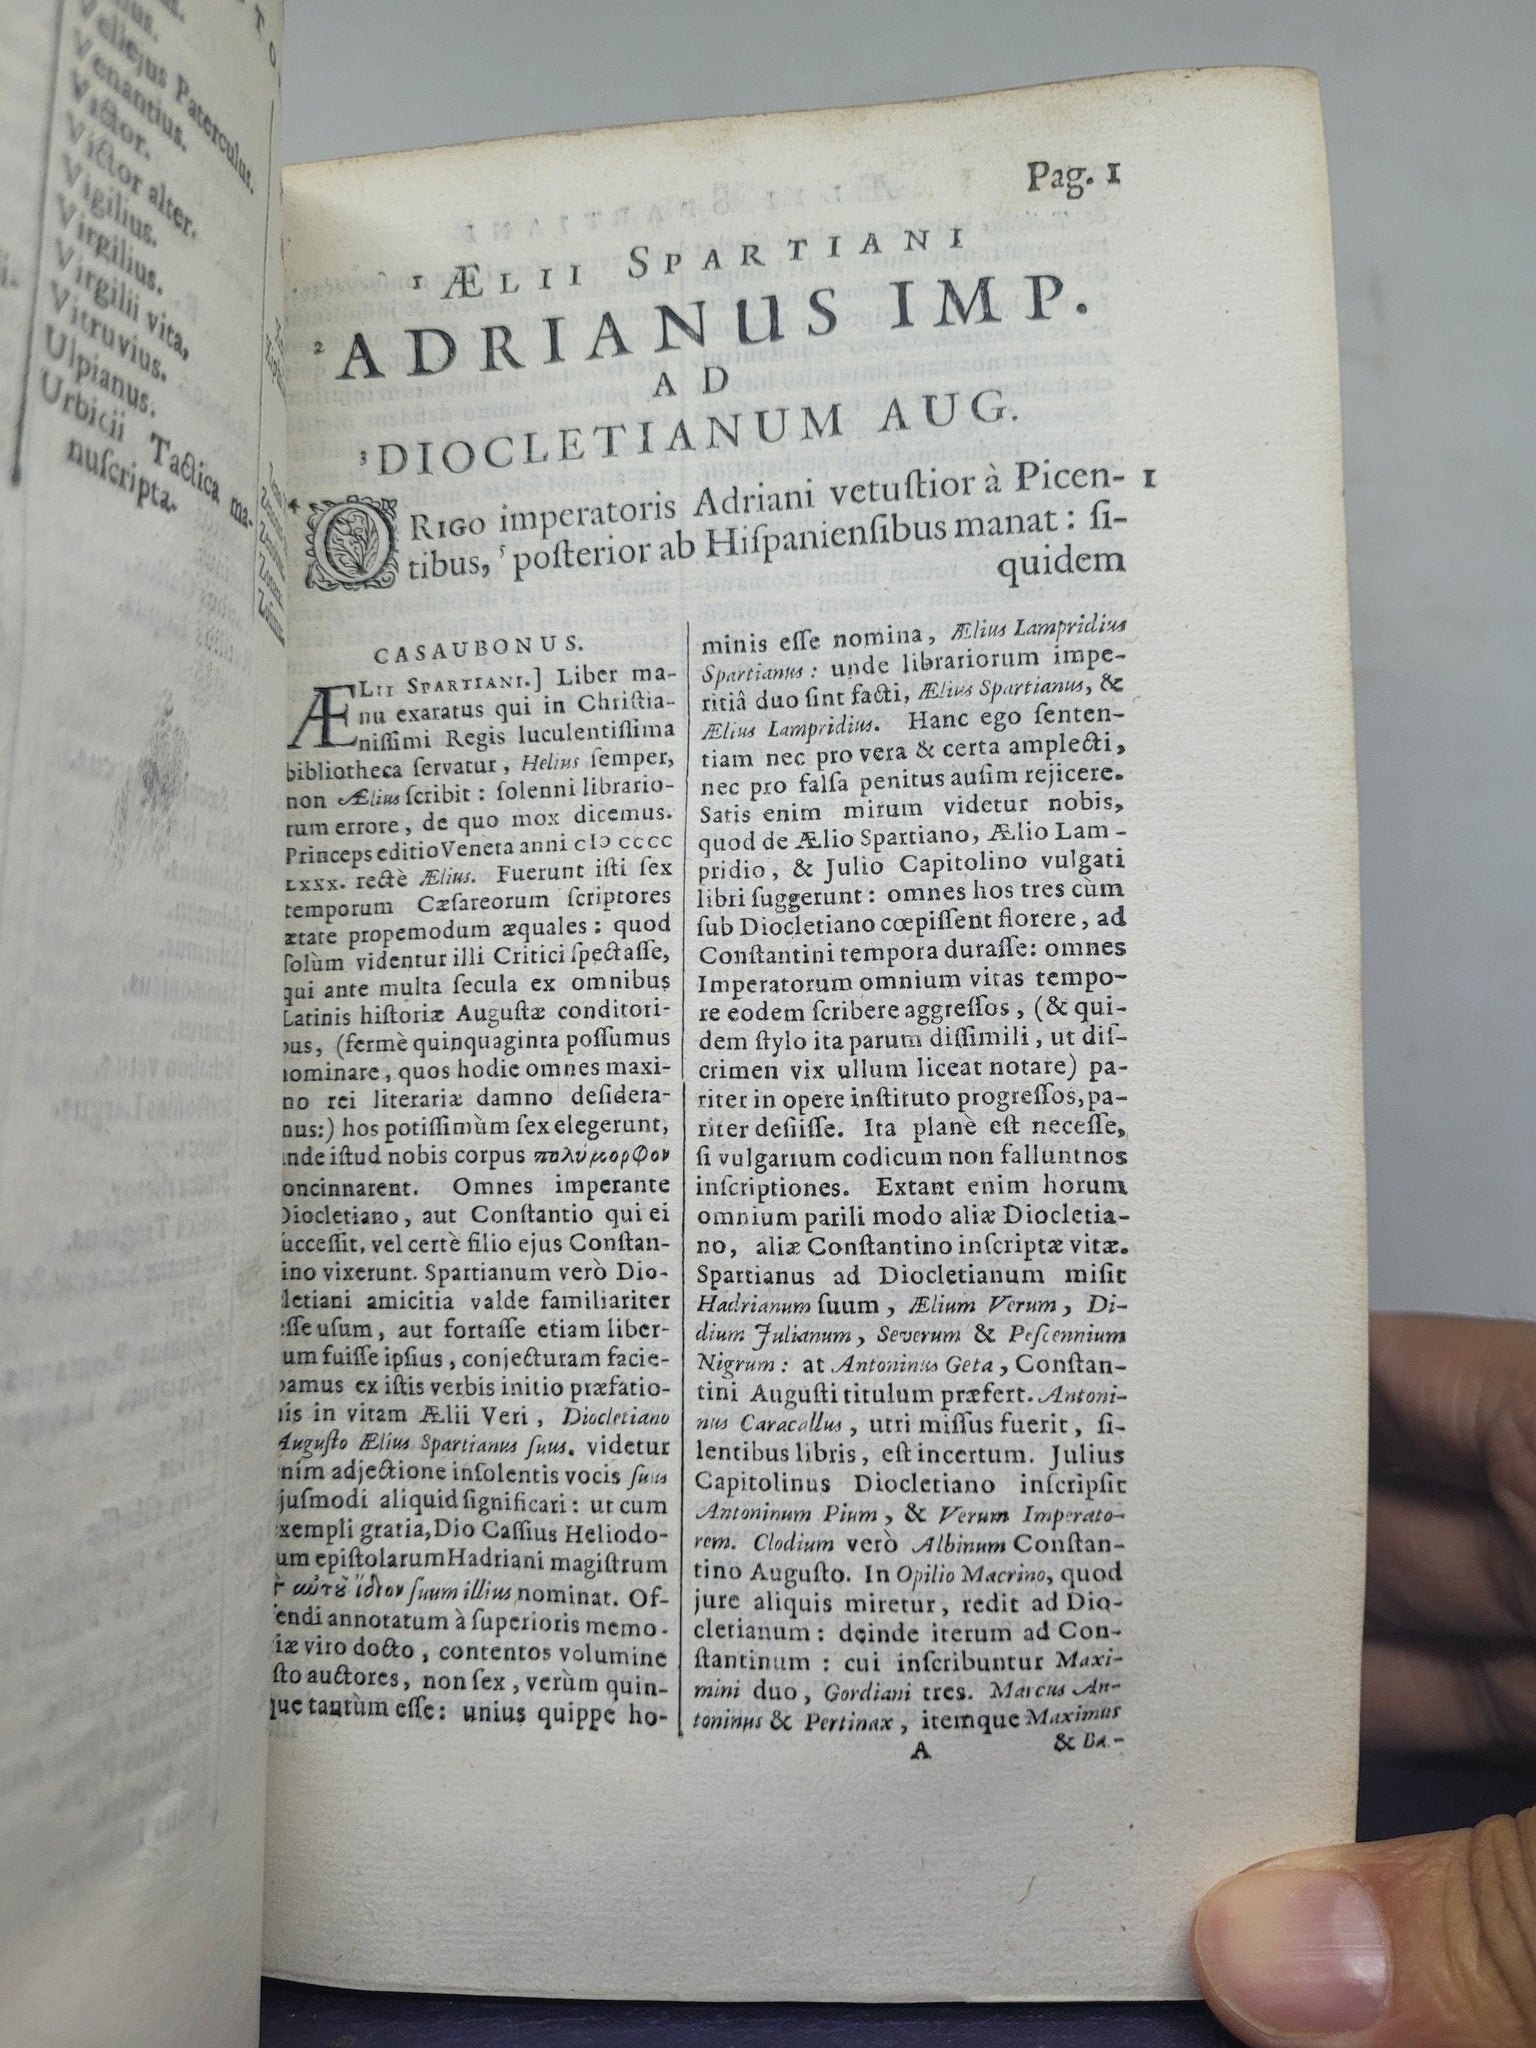 Vellejus Paterculus.
Venantius.
Victor.
Victor alter.
Vigilius.
Virgilius.
Virgilii vita,
Vitruvius.
Ulpianus.
Urbicii Tactica ma-
nuſcripta.
Pag. 1
1 ÆLII SPARTIANI
2 ADRIANUS IMP.
AD
3 DIOCLETIANUM AUG.
4 ORIGO imperatoris Adriani vetuſtior à Picen- 1
tibus, 5 poſterior ab Hiſpanienſibus manat: ſi-
quidem
CASAUBONUS.
ÆLII SPARTIANI.] Liber ma-
nu exaratus qui in Chriſtia-
niſſimi Regis luculentiſſima
bibliotheca ſervatur, Helius ſemper,
non Ælius ſcribit: ſolenni librario-
rum errore, de quo mox dicemus.
Princeps editio Veneta anni cIↃ cccc
LXXX. rectè Ælius. Fuerunt iſti ſex
temporum Cæſareorum ſcriptores
ætate propemodum æquales: quod
ſolùm videntur illi Critici ſpectaſſe,
qui ante multa ſecula ex omnibus
Latinis hiſtoriæ Auguſtæ conditori-
bus, (fermè quinquaginta poſſumus
nominare, quos hodie omnes maxi-
mo rei literariæ damno deſidera-
mus:) hos potiſſimùm ſex elegerunt,
unde iſtud nobis corpus πολύμορφον
concinnarent. Omnes imperante
Diocletiano, aut Conſtantio qui ei
ſucceſſit, vel certè filio ejus Conſtan-
tino vixerunt. Spartianum verò Dio-
cletiani amicitia valde familiariter
eſſe uſum, aut fortaſſe etiam liber-
tum fuiſſe ipſius, conjecturam facie-
bamus ex iſtis verbis initio præfatio-
nis in vitam Ælii Veri, Diocletiano
Auguſto Ælius Spartianus ſuus. videtur
enim adjectione inſolentis vocis ſuus
ejuſmodi aliquid ſignificari: ut cum
exempli gratia, Dio Caſſius Heliodo-
rum epiſtolarum Hadriani magiſtrum
τ αὐτȣ̃ ἴδιον ſuum illius nominat. Of-
fendi annotatum à ſuperioris memo-
riæ viro docto, contentos volumine
iſto auctores, non ſex, verùm quin-
que tantùm eſſe: unius quippe ho-
minis eſſe nomina, Ælius Lampridius
Spartianus: unde librariorum impe-
ritiâ duo ſint facti, Ælius Spartianus, &
Ælius Lampridius. Hanc ego ſenten-
tiam nec pro vera & certa amplecti,
nec pro falſa penitus auſim rejicere.
Satis enim mirum videtur nobis,
quod de Ælio Spartiano, Ælio Lam-
pridio, & Julio Capitolino vulgati
libri ſuggerunt: omnes hos tres cùm
ſub Diocletiano cœpiſſent florere, ad
Conſtantini tempora duraſſe: omnes
Imperatorum omnium vitas tempo-
re eodem ſcribere aggreſſos, (& qui-
dem ſtylo ita parum diſſimili, ut diſ-
crimen vix ullum liceat notare) pa-
riter in opere inſtituto progreſſos, pa-
riter deſiiſſe. Ita planè eſt neceſſe,
ſi vulgarium codicum non fallunt nos
inſcriptiones. Extant enim horum
omnium parili modo aliæ Diocletia-
no, aliæ Conſtantino inſcriptæ vitæ.
Spartianus ad Diocletianum miſit
Hadrianum ſuum, Ælium Verum, Di-
dium Julianum, Severum & Peſcennium
Nigrum: at Antoninus Geta, Conſtan-
tini Auguſti titulum præfert. Antoni-
nus Caracallus, utri miſſus fuerit, ſi-
lentibus libris, eſt incertum. Julius
Capitolinus Diocletiano inſcripſit
Antoninum Pium, & Verum Imperato-
rem. Clodium verò Albinum Conſtan-
tino Auguſto. In Opilio Macrino, quod
jure aliquis miretur, redit ad Dio-
cletianum: deinde iterum ad Con-
ſtantinum: cui inſcribuntur Maxi-
mini duo, Gordiani tres. Marcus An-
toninus & Pertinax, itemque Maximus
A & Ba-